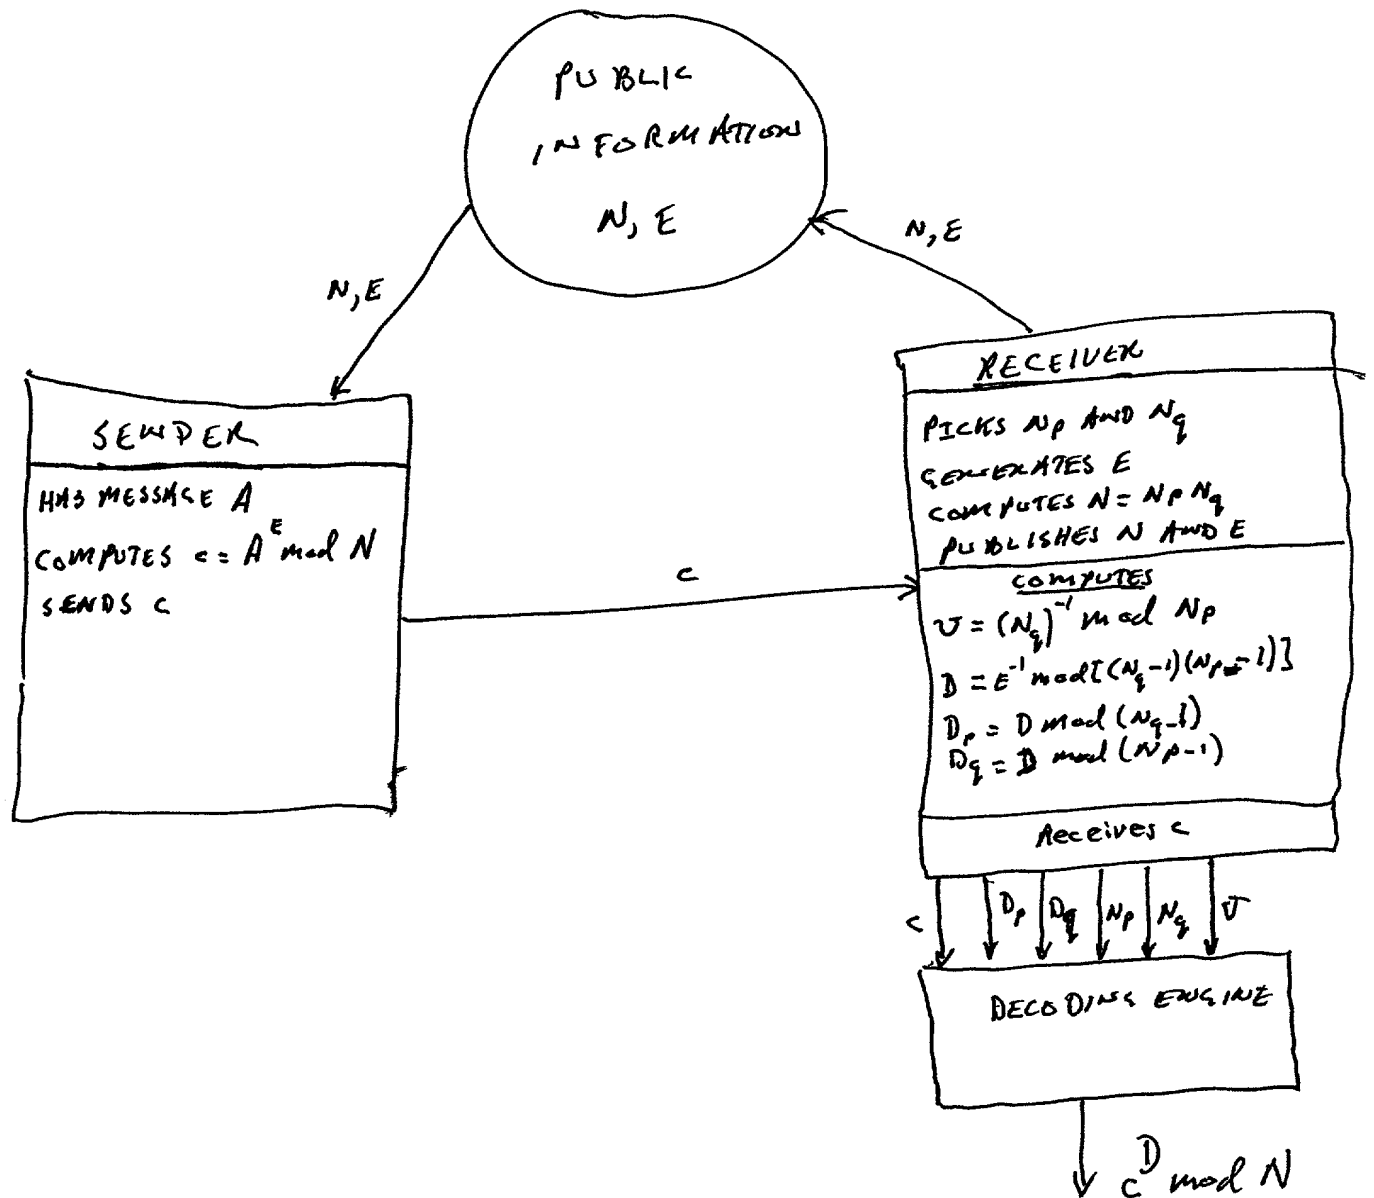 PUBLIC
INFORMATION
N, E
N, E
N, E
SENDER
HAS MESSAGE A
COMPUTES c = A^E mod N
SENDS C
C
RECEIVER
PICKS Np AND Nq
GENERATES E
COMPUTES N = Np Nq
PUBLISHES N AND E
COMPUTES
U = (Nq)^-1 mod Np
D = E^-1 mod [(Nq-1)(Np-1)]
Dp = D mod (Nq-1)
Dq = D mod (Np-1)
Receives c
C Dp Dq Np Nq U
DECODING ENGINE
c^D mod N